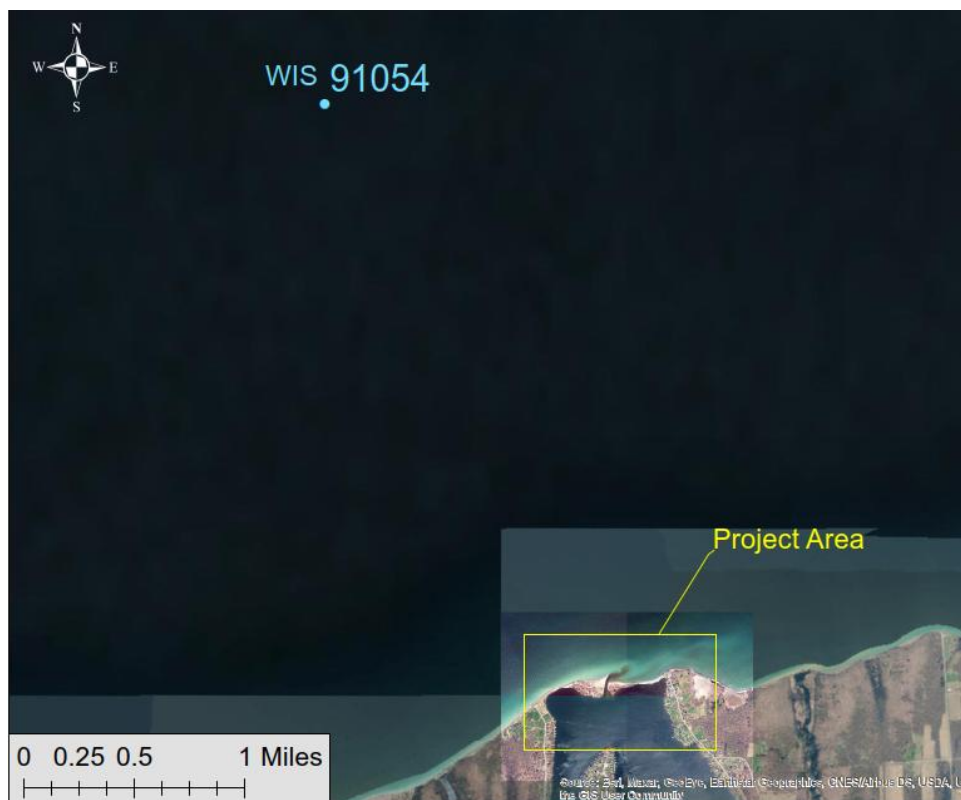 N
W E
S
WIS 91054
Project Area
0 0.25 0.5 1 Miles
Source: Esri, Maxar, GeoEye, Earthstar Geographics, CNES/Airbus DS, USDA, U
the GIS User Community